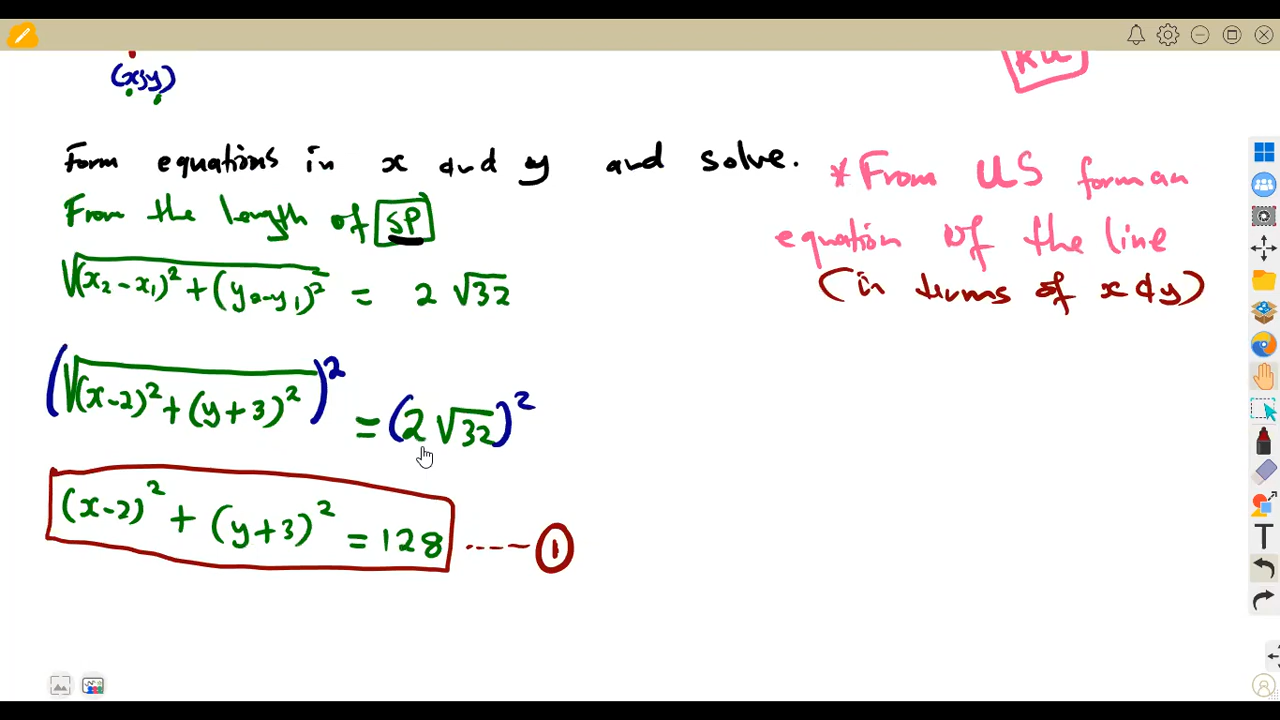 (x;y)
Form equations in x and y and solve.
From the length of SP
√(x₂-x₁)²+(y₂-y₁)² = 2√32
(√(x-2)²+(y+3)²)² = (2√32)²
(x-2)² + (y+3)² = 128 ------ ①
*From US form an
equation of the line
(in terms of x & y)
T